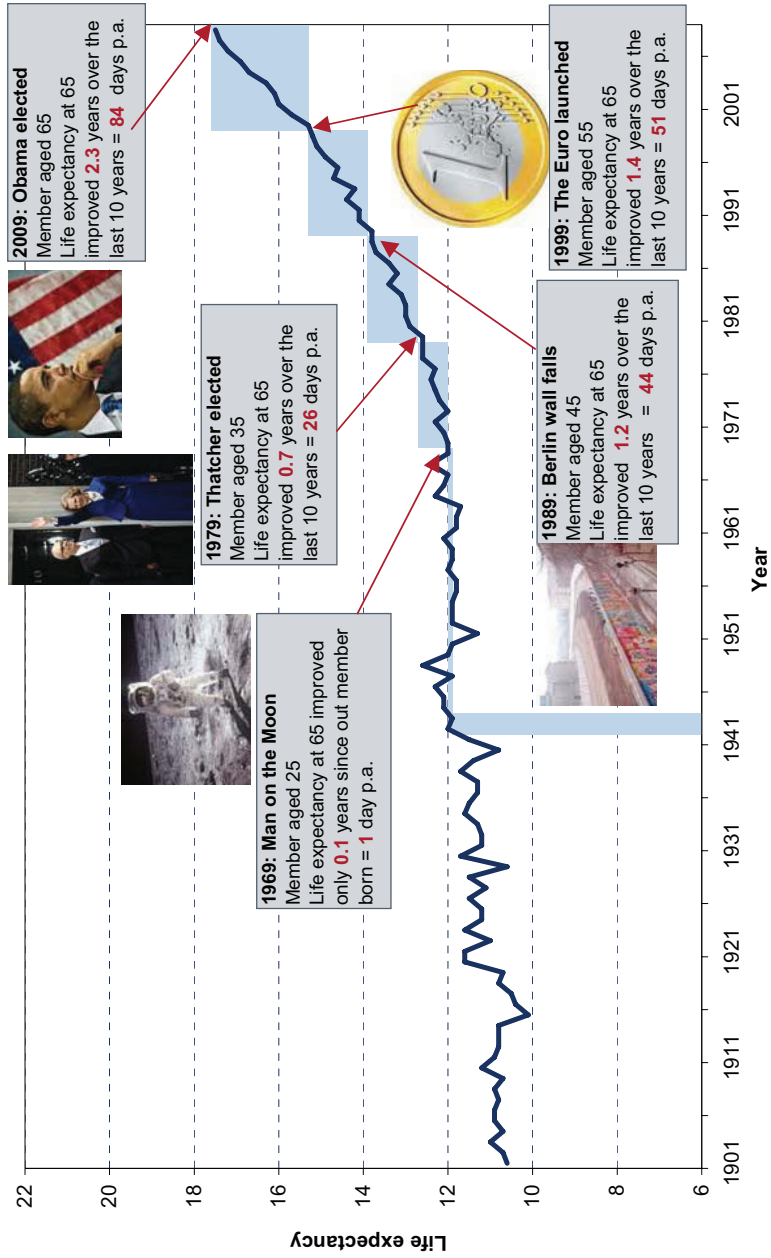 2009: Obama elected
Member aged 65
Life expectancy at 65
improved 2.3 years over the
last 10 years = 84 days p.a.
1979: Thatcher elected
Member aged 35
Life expectancy at 65
improved 0.7 years over the
last 10 years = 26 days p.a.
1969: Man on the Moon
Member aged 25
Life expectancy at 65 improved
only 0.1 years since out member
born = 1 day p.a.
1989: Berlin wall falls
Member aged 45
Life expectancy at 65
improved 1.2 years over the
last 10 years = 44 days p.a.
1999: The Euro launched
Member aged 55
Life expectancy at 65
improved 1.4 years over the
last 10 years = 51 days p.a.
Life expectancy
22
20
18
16
14
12
10
8
6
1901
1911
1921
1931
1941
1951
1961
1971
1981
1991
2001
Year